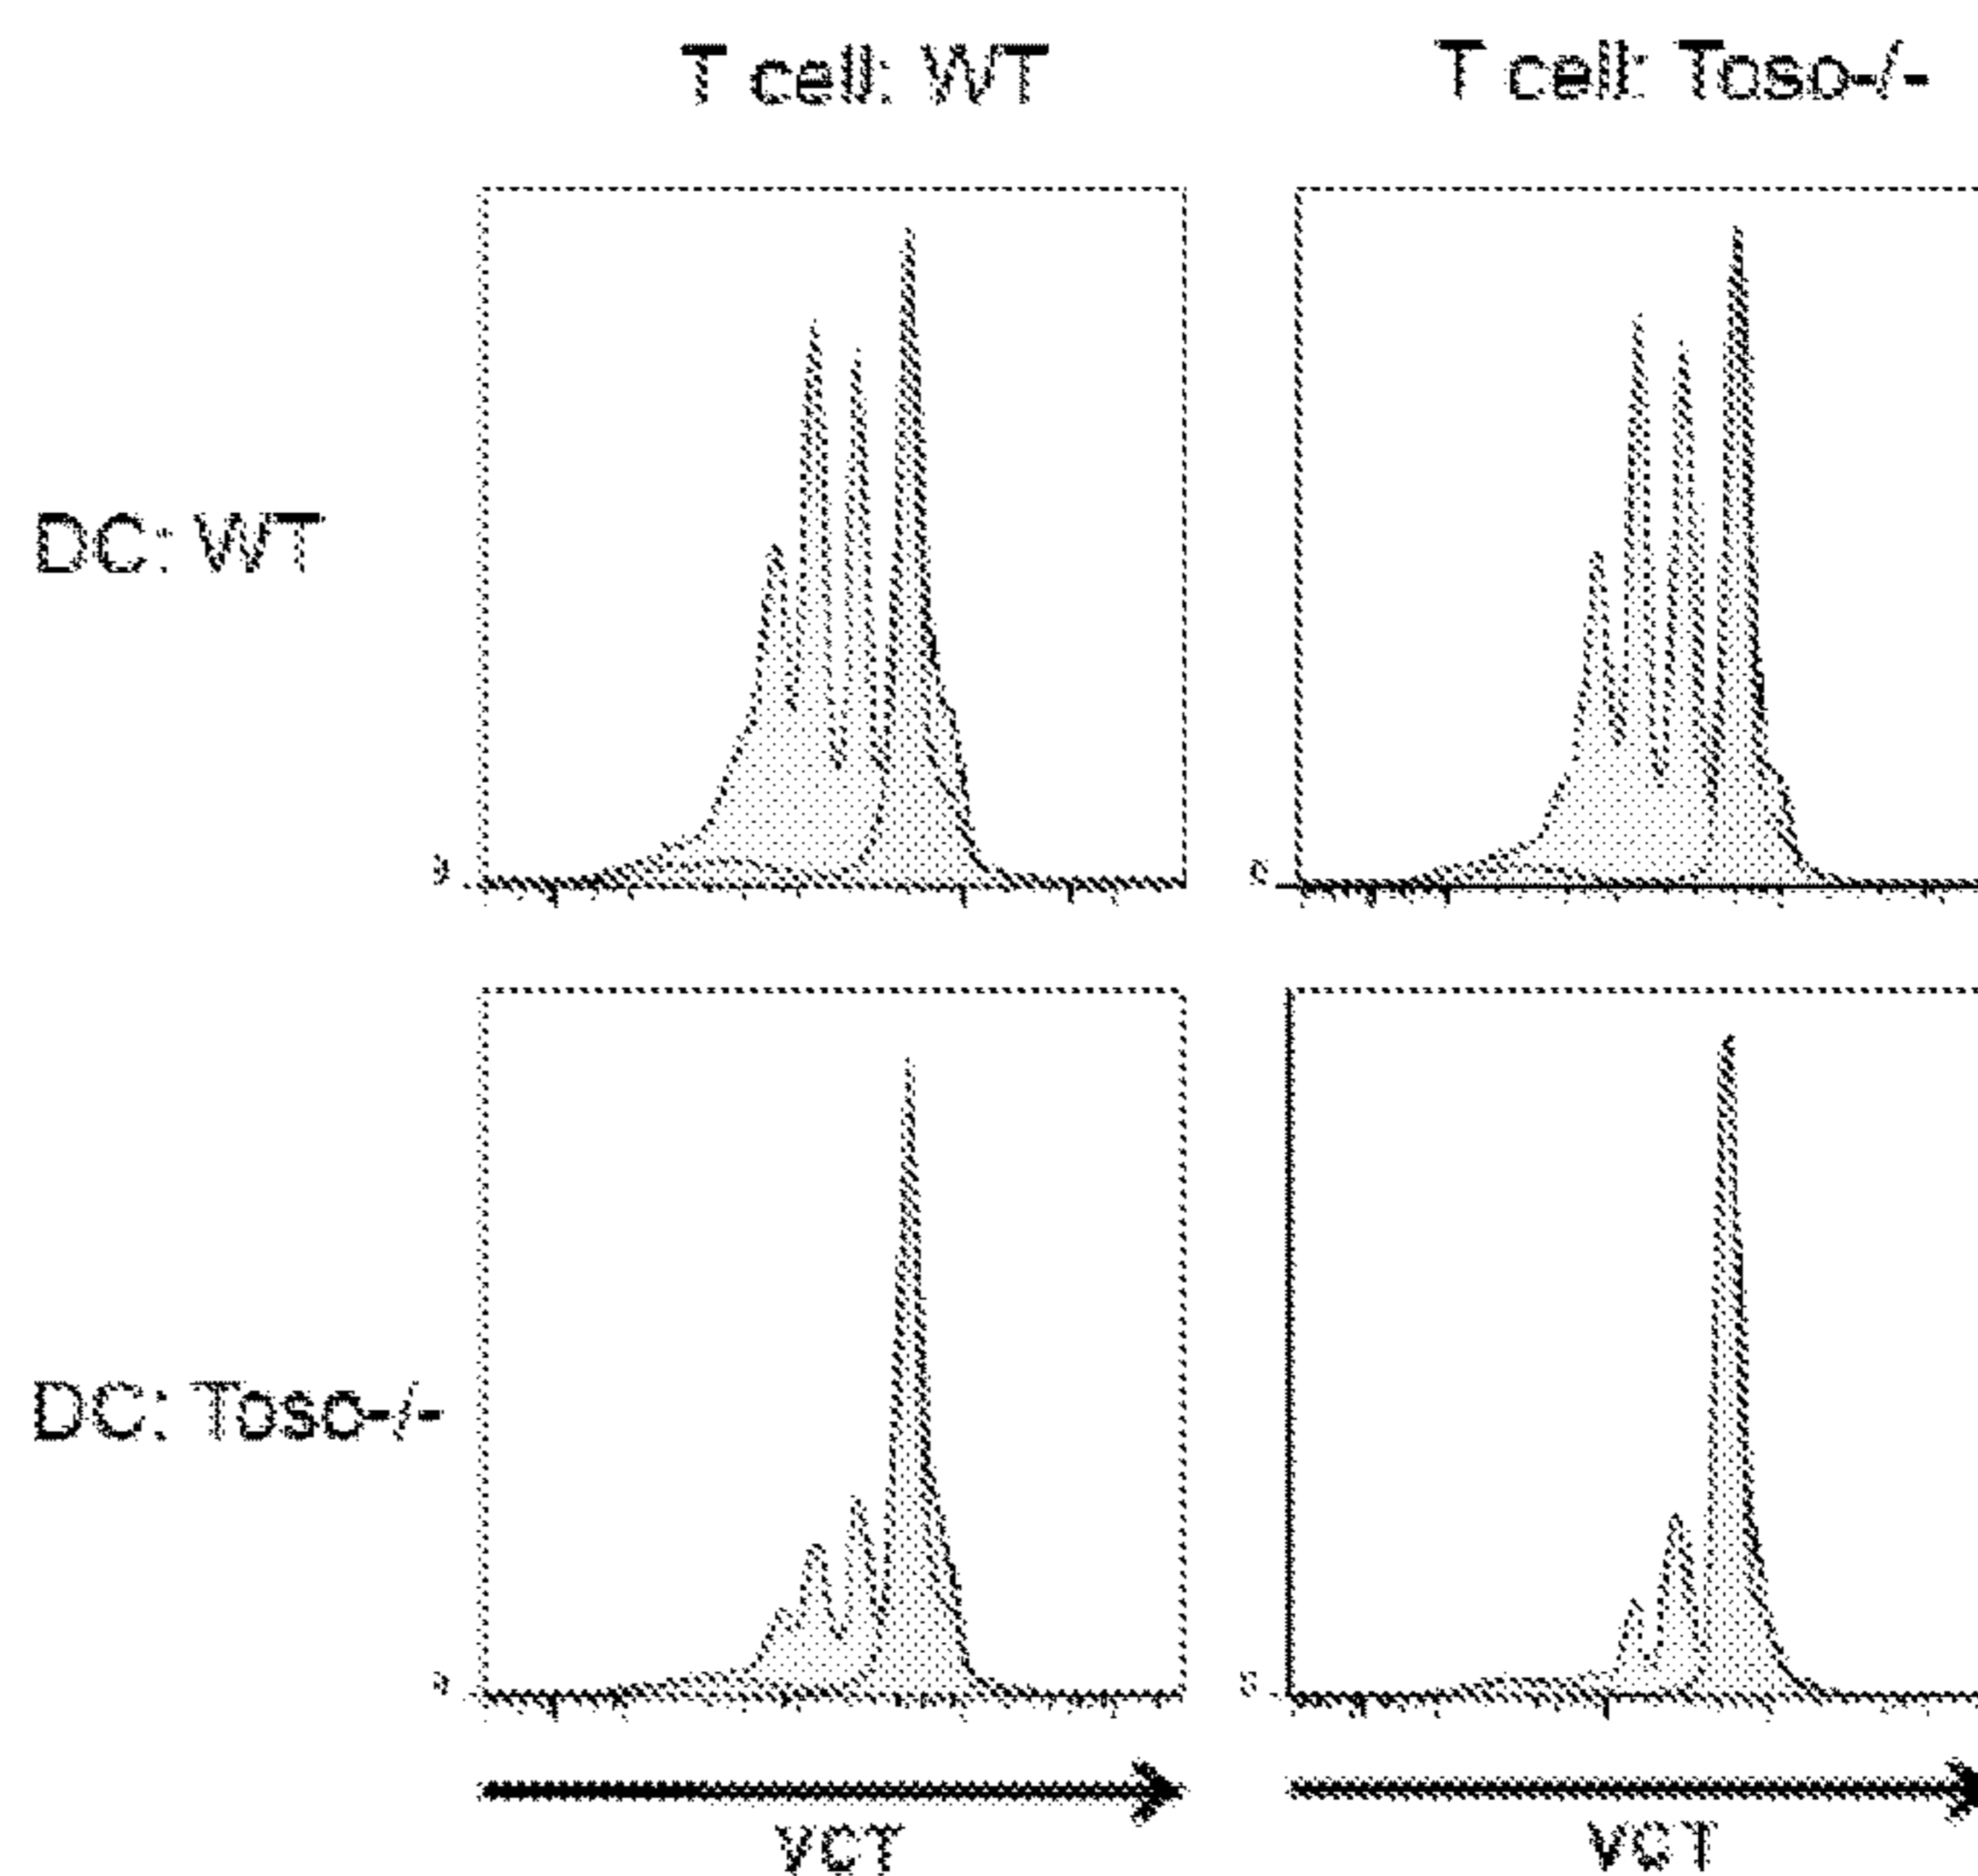 T cell: WT
T cell: Toso-/-
DC: WT
DC: Toso-/-
VCT
VCT